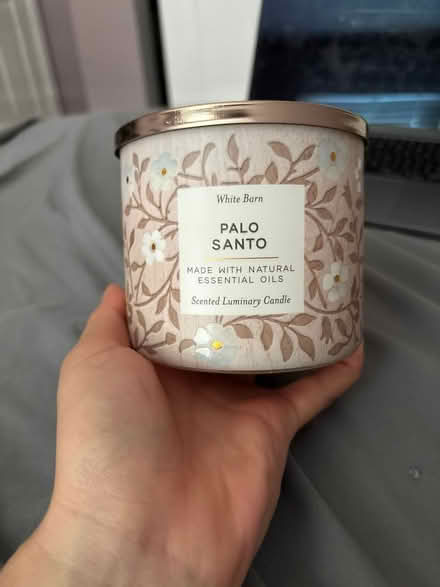 White Barn
PALO
SANTO
MADE WITH NATURAL
ESSENTIAL OILS
Scented Luminary Candle